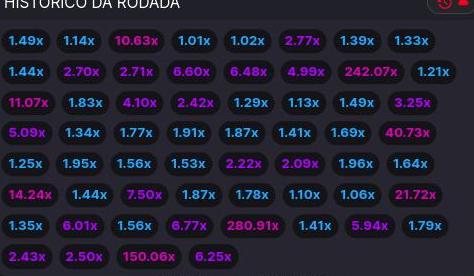 HISTÓRICO DA RODADA
1.49x 1.14x 10.63x 1.01x 1.02x 2.77x 1.39x 1.33x
1.44x 2.70x 2.71x 6.60x 6.48x 4.99x 242.07x 1.21x
11.07x 1.83x 4.10x 2.42x 1.29x 1.13x 1.49x 3.25x
5.09x 1.34x 1.77x 1.91x 1.87x 1.41x 1.69x 40.73x
1.25x 1.95x 1.56x 1.53x 2.22x 2.09x 1.96x 1.64x
14.24x 1.44x 7.50x 1.87x 1.78x 1.10x 1.06x 21.72x
1.35x 6.01x 1.56x 6.77x 280.91x 1.41x 5.94x 1.79x
2.43x 2.50x 150.06x 6.25x